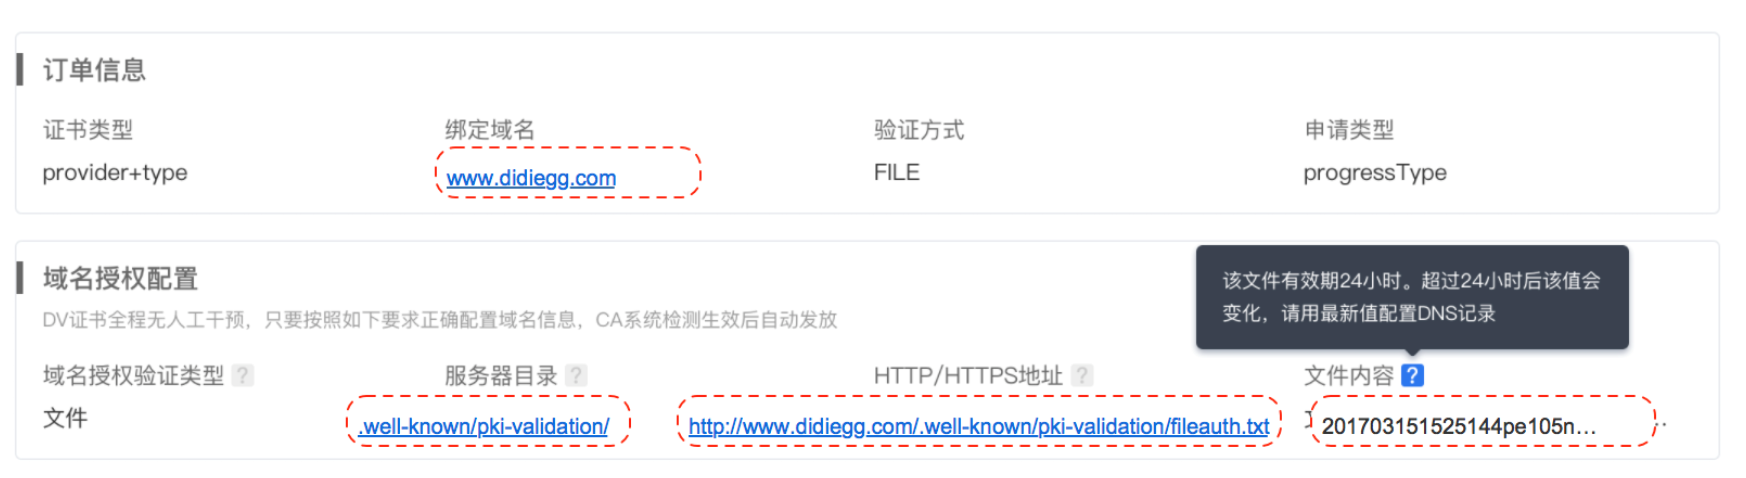 订单信息
证书类型 绑定域名 验证方式 申请类型
provider+type www.didiegg.com FILE progressType
域名授权配置
DV证书全程无人工干预，只要按照如下要求正确配置域名信息，CA系统检测生效后自动发放
该文件有效期24小时。超过24小时后该值会
变化，请用最新值配置DNS记录
域名授权验证类型 ? 服务器目录 ? HTTP/HTTPS地址 ? 文件内容 ?
文件 .well-known/pki-validation/ http://www.didiegg.com/.well-known/pki-validation/fileauth.txt 201703151525144pe105n...